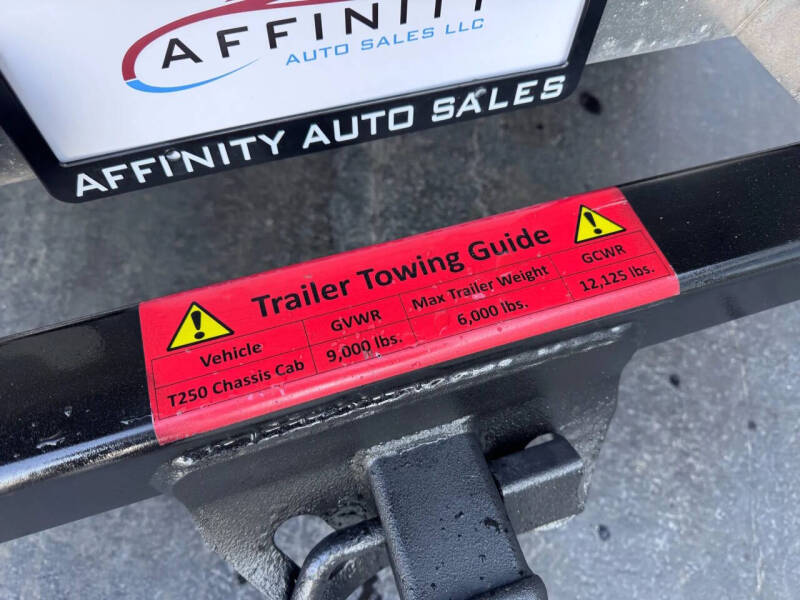 AFFINITY
AUTO SALES LLC
AFFINITY AUTO SALES
Trailer Towing Guide
Vehicle GVWR Max Trailer Weight GCWR
T250 Chassis Cab 9,000 lbs. 6,000 lbs. 12,125 lbs.